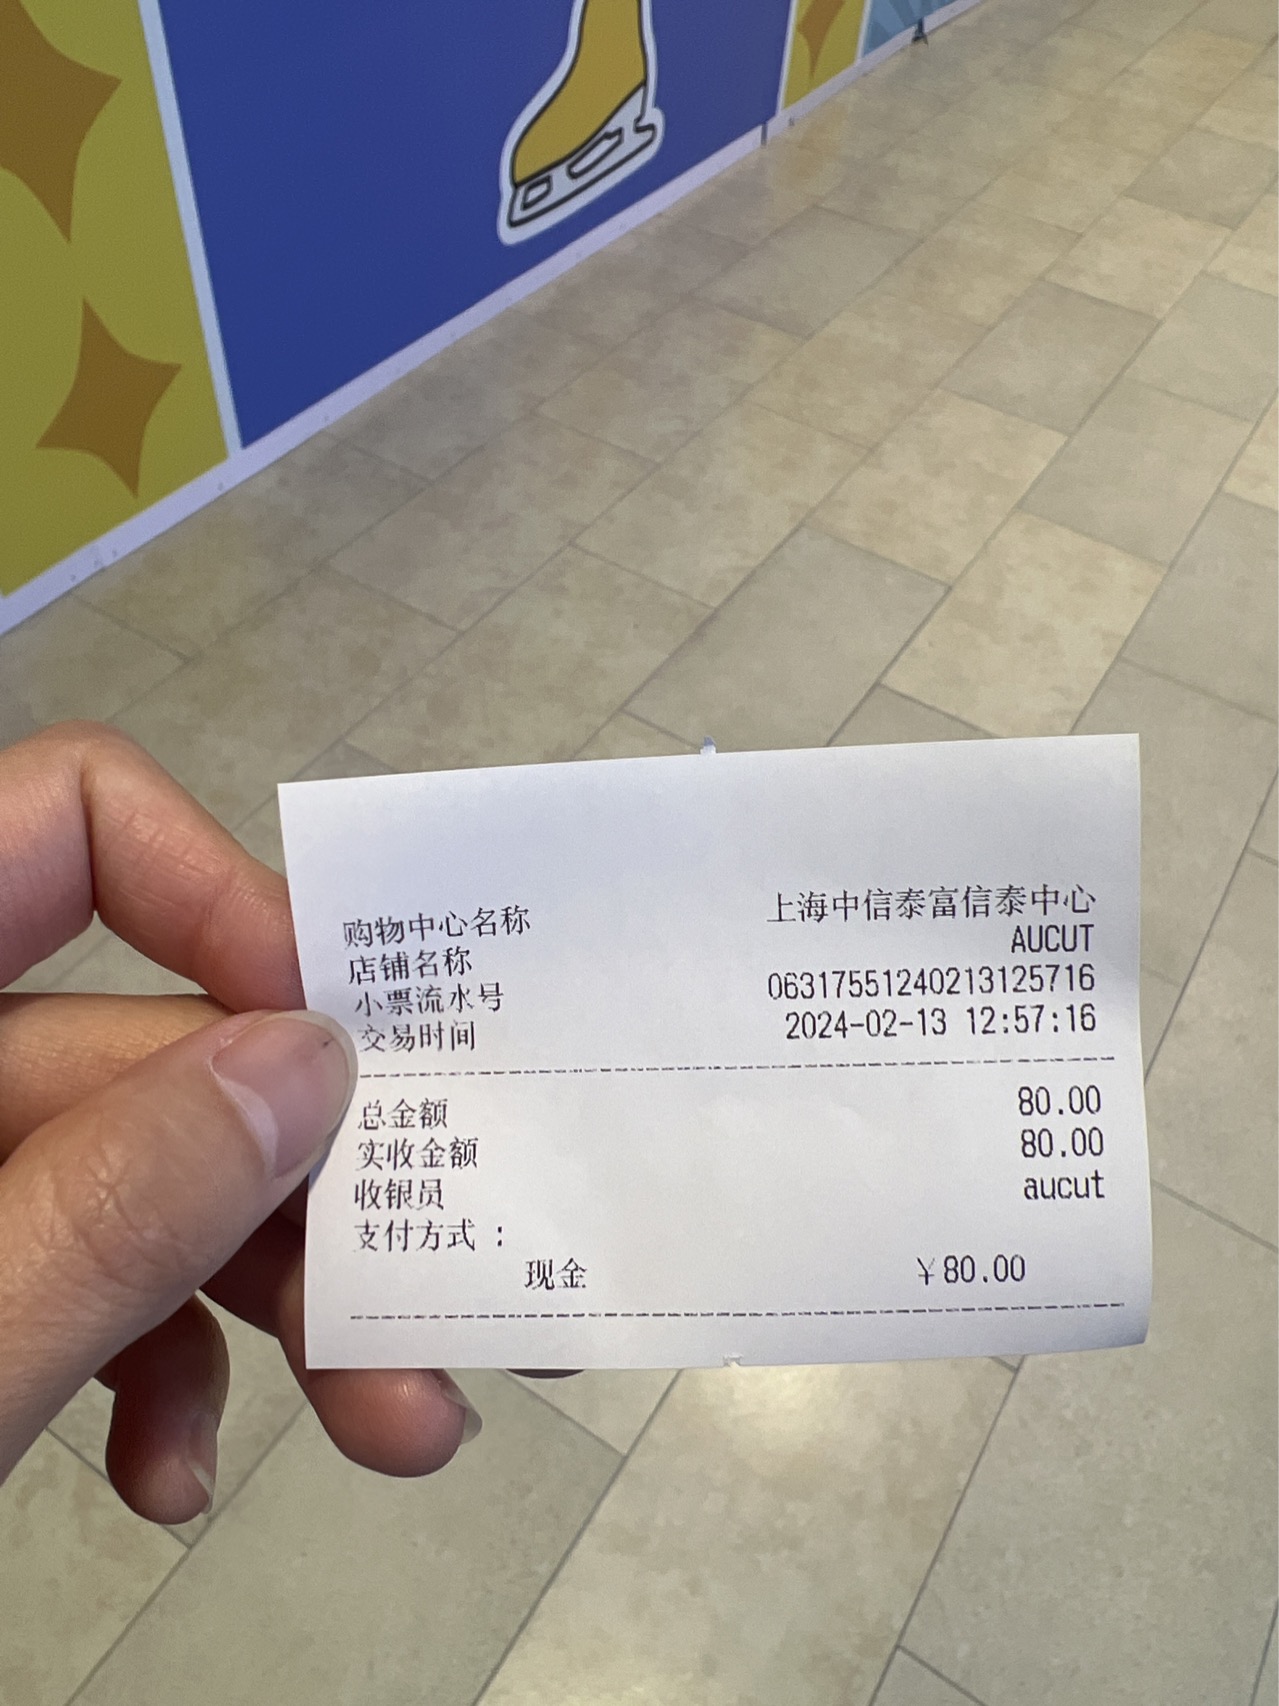 购物中心名称 上海中信泰富信泰中心
店铺名称 AUCUT
小票流水号 06317551240213125716
交易时间 2024-02-13 12:57:16
总金额 80.00
实收金额 80.00
收银员 aucut
支付方式 :
现金 ¥80.00